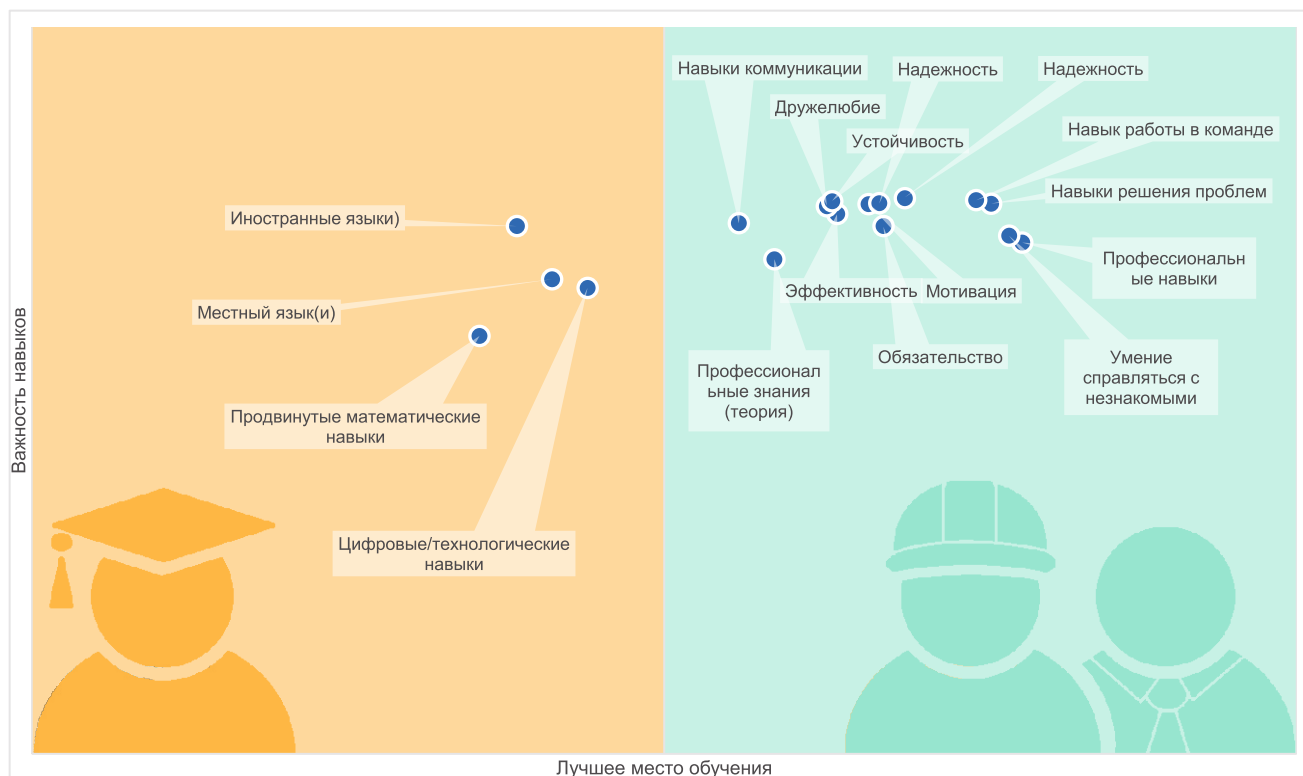 Навыки коммуникации
Надежность
Надежность
Дружелюбие
Навык работы в команде
Устойчивость
Навыки решения проблем
Иностранные языки)
Профессиональн
ые навыки
Эффективность
Мотивация
Местный язык(и)
Обязательство
Умение
справляться с
незнакомыми
Профессионал
ьные знания
(теория)
Продвинутые математические
навыки
Цифровые/технологические
навыки
Важность навыков
Лучшее место обучения